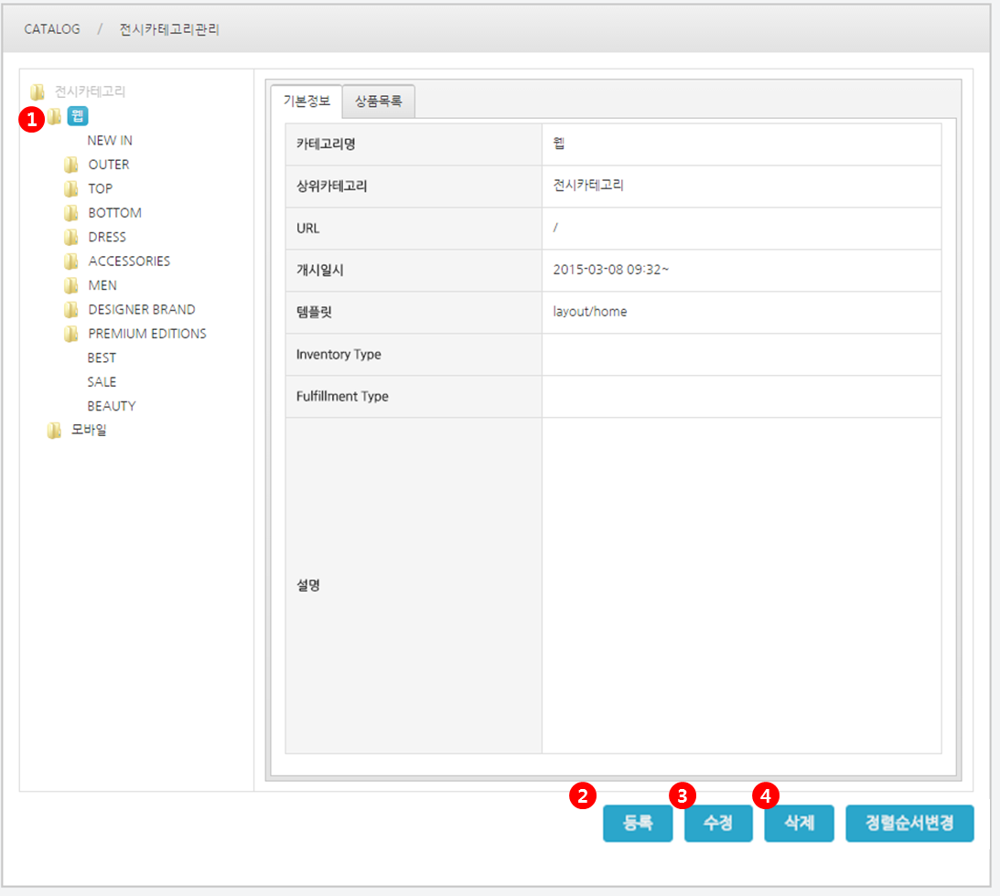 CATALOG / 전시카테고리관리
전시카테고리
1 웹
NEW IN
OUTER
TOP
BOTTOM
DRESS
ACCESSORIES
MEN
DESIGNER BRAND
PREMIUM EDITIONS
BEST
SALE
BEAUTY
모바일
기본정보 상품목록
카테고리명 웹
상위카테고리 전시카테고리
URL /
개시일시 2015-03-08 09:32~
템플릿 layout/home
Inventory Type
Fulfillment Type
설명
2 등록 3 수정 4 삭제 정렬순서변경